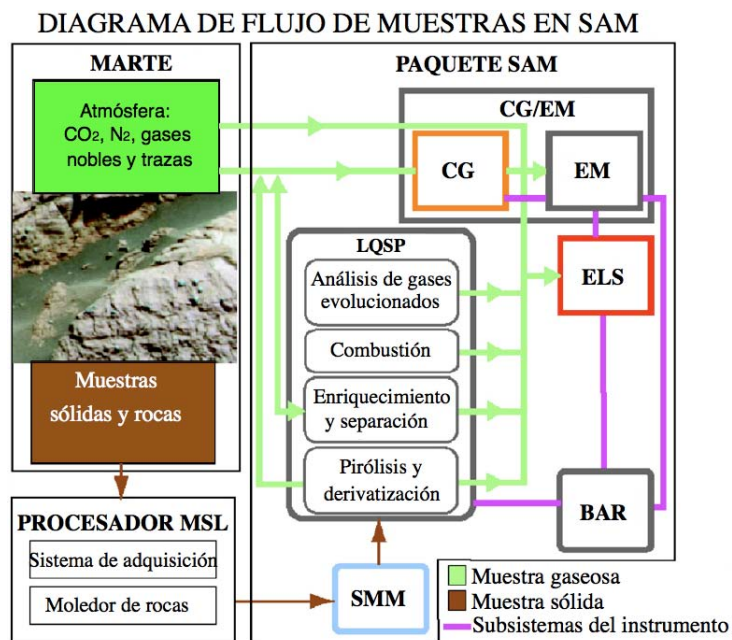 DIAGRAMA DE FLUJO DE MUESTRAS EN SAM
MARTE
Atmósfera:
CO₂, N₂, gases
nobles y trazas
Muestras
sólidas y rocas
PROCESADOR MSL
Sistema de adquisición
Moledor de rocas
PAQUETE SAM
CG/EM
CG
EM
LQSP
Análisis de gases
evolucionados
Combustión
Enriquecimiento
y separación
Pirólisis y
derivatización
ELS
BAR
SMM
Muestra gaseosa
Muestra sólida
Subsistemas del instrumento